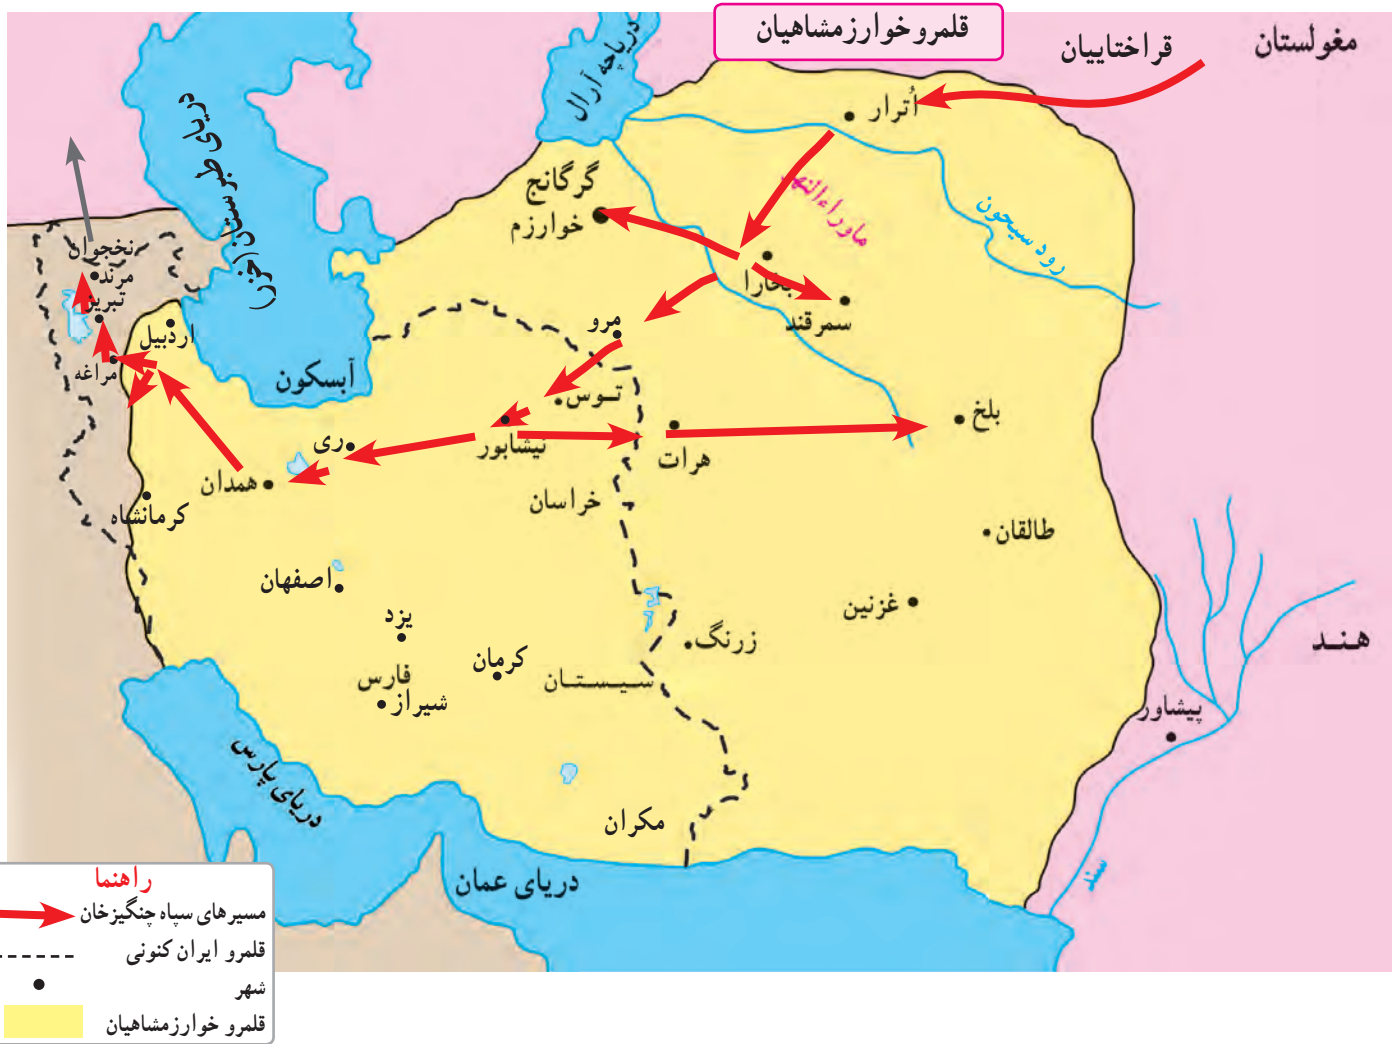 قلمرو خوارزمشاهیان
مغولستان
قراختاییان
دریاچه آرال
اُترار
دریای طبرستان (خزر)
ماوراءالنهر
رود سیحون
گرگانج
خوارزم
بخارا
سمرقند
نخجوان
مرند
تبریز
اردبیل
مراغه
مرو
آبسکون
توس
بلخ
نیشابور
ری
هرات
همدان
خراسان
کرمانشاه
طالقان
اصفهان
غزنین
یزد
زرنگ
هند
کرمان
فارس
سیستان
شیراز
پیشاور
دریای پارس
مکران
دریای عمان
سند
راهنما
مسیرهای سپاه چنگیزخان
قلمرو ایران کنونی
شهر
قلمرو خوارزمشاهیان